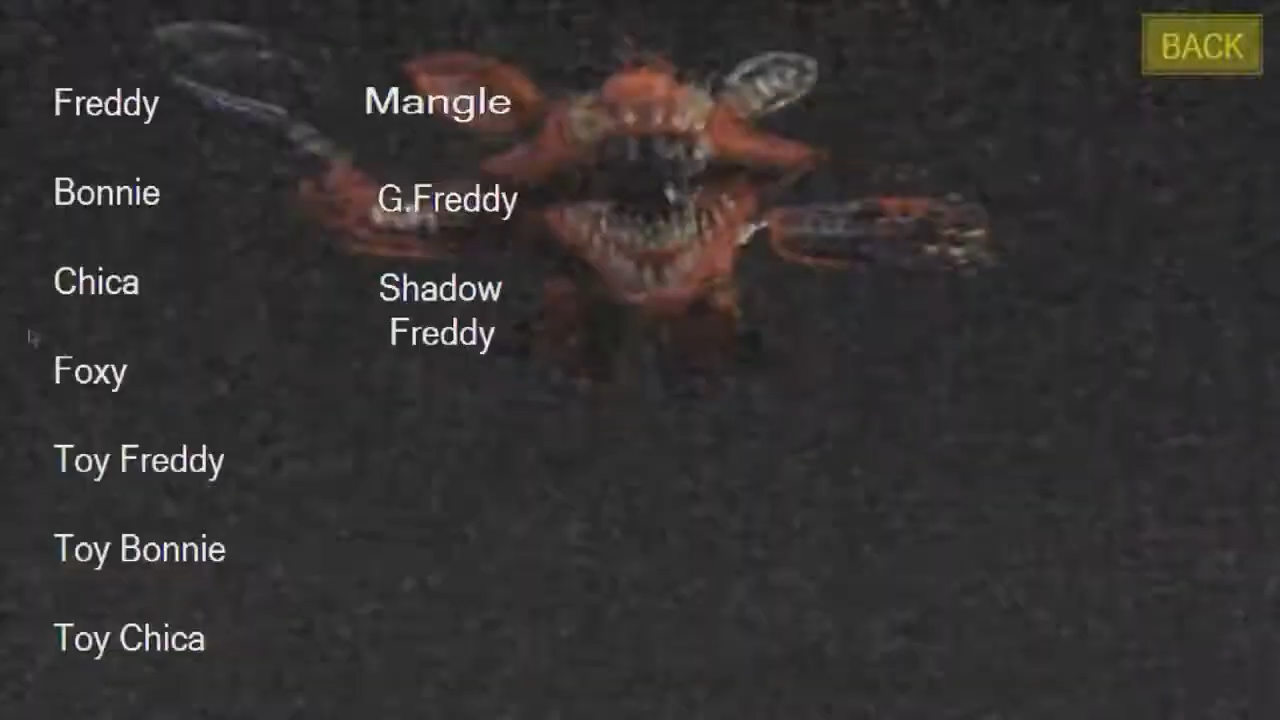 Freddy
Bonnie
Chica
Foxy
Toy Freddy
Toy Bonnie
Toy Chica
Mangle
G.Freddy
Shadow
Freddy
BACK